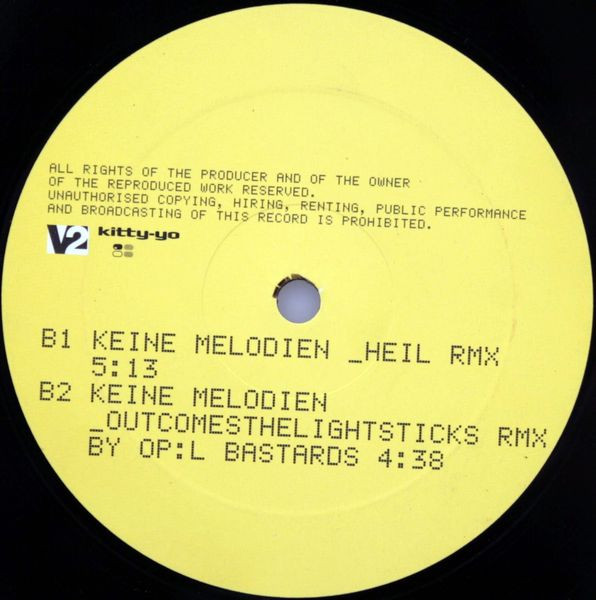 ALL RIGHTS OF THE PRODUCER AND OF THE OWNER
OF THE REPRODUCED WORK RESERVED.
UNAUTHORISED COPYING, HIRING, RENTING, PUBLIC PERFORMANCE
AND BROADCASTING OF THIS RECORD IS PROHIBITED.
V2 kitty-yo
B1 KEINE MELODIEN _HEIL RMX
5:13
B2 KEINE MELODIEN
_OUTCOMESTHELIGHTSTICKS RMX
BY OP:L BASTARDS 4:38